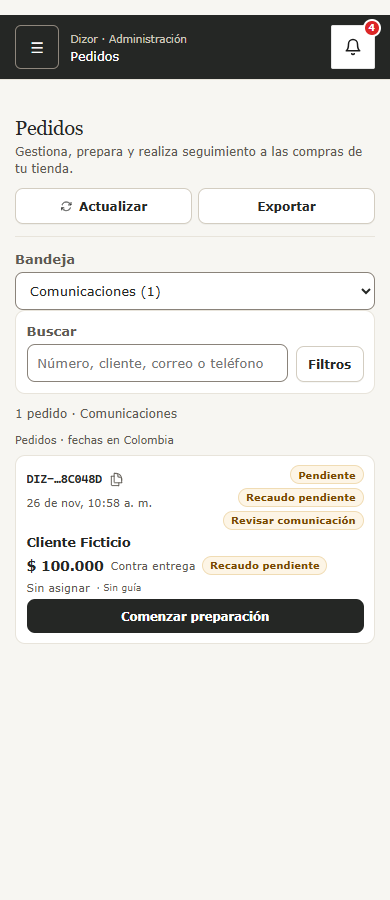 ☰
Dizor · Administración
Pedidos
4
Pedidos
Gestiona, prepara y realiza seguimiento a las compras de
tu tienda.
Actualizar
Exportar
Bandeja
Comunicaciones (1)
Buscar
Número, cliente, correo o teléfono
Filtros
1 pedido · Comunicaciones
Pedidos · fechas en Colombia
DIZ-…8C048D
Pendiente
26 de nov, 10:58 a. m.
Recaudo pendiente
Revisar comunicación
Cliente Ficticio
$ 100.000 Contra entrega Recaudo pendiente
Sin asignar · Sin guía
Comenzar preparación